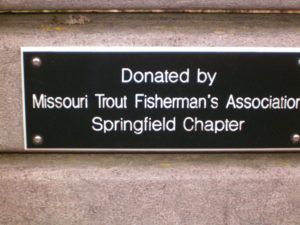 Donated by
Missouri Trout Fisherman's Association
Springfield Chapter